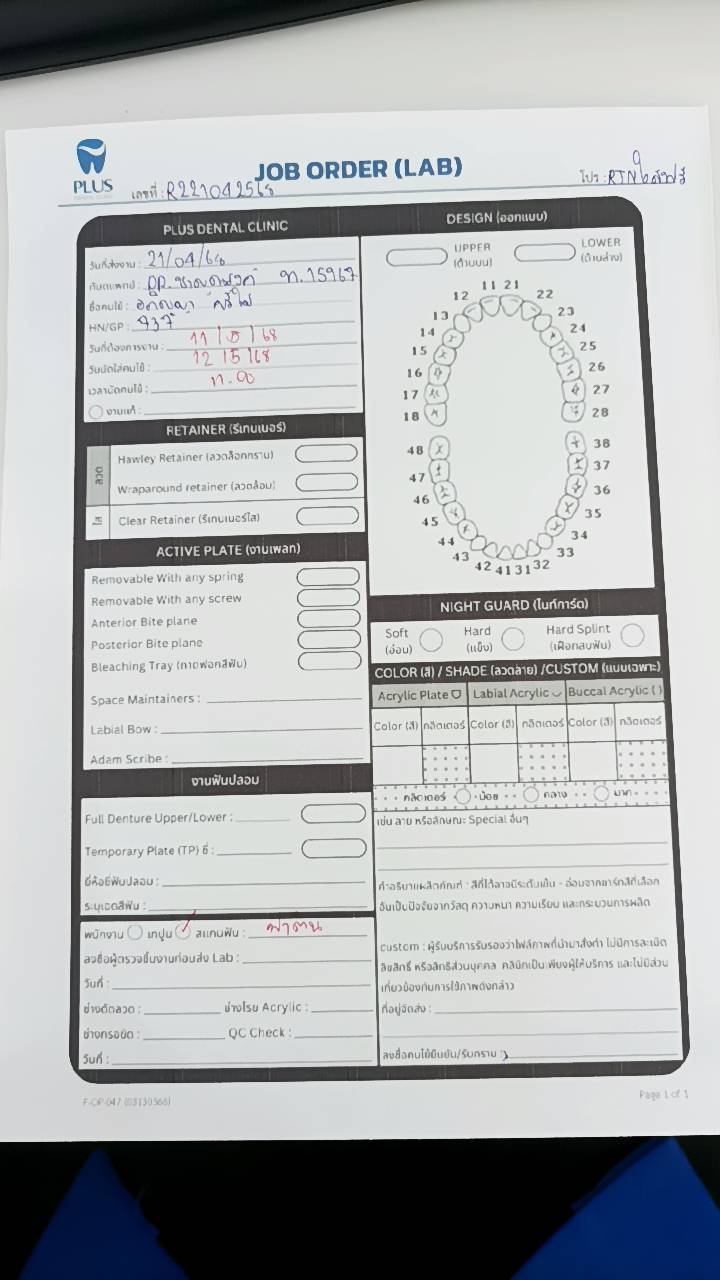 PLUS
DENTAL CLINIC
JOB ORDER (LAB)
เลขที่ : R221042568
โปร : RTN
PLUS DENTAL CLINIC
วันที่ส่งงาน : 21/04/68
ทันตแพทย์ : DR. ท.15967
ชื่อคนไข้ :
HN/GP : 937
วันที่ต้องการงาน : 11/5/68
วันนัดใส่คนไข้ : 12/5/68
เวลานัดคนไข้ :
งานแก้ :
RETAINER (รีเทนเนอร์)
ลวด
Hawley Retainer (ลวดล็อกกราม)
Wraparound retainer (ลวดล้อม)
ใส
Clear Retainer (รีเทนเนอร์ใส)
ACTIVE PLATE (งานเพลท)
Removable With any spring
Removable With any screw
Anterior Bite plane
Posterior Bite plane
Bleaching Tray (ถาดฟอกสีฟัน)
Space Maintainers :
Labial Bow :
Adam Scribe :
งานฟันปลอม
Full Denture Upper/Lower :
Temporary Plate (TP) ซี่ :
ยี่ห้อซี่ฟันปลอม :
ระบุเฉดสีฟัน :
พนักงาน เทปูน สแกนฟัน :
ลงชื่อผู้ตรวจชิ้นงานก่อนส่ง Lab :
วันที่ :
ช่างดัดลวด : ช่างโรย Acrylic :
ช่างกรอขัด : QC Check :
วันที่ :
DESIGN (ออกแบบ)
UPPER (ด้านบน)
LOWER (ด้านล่าง)
11 21
12 22
13 23
14 24
15 25
16 26
17 27
18 28
48 38
47 37
46 36
45 35
44 34
43 33
42 41 31 32
NIGHT GUARD (ไนท์การ์ด)
Soft (อ่อน)
Hard (แข็ง)
Hard Splint (เฝือกสบฟัน)
COLOR (สี) / SHADE (ลวดลาย) /CUSTOM (แบบเฉพาะ)
Acrylic Plate Labial Acrylic Buccal Acrylic ( )
Color (สี) กลิตเตอร์ Color (สี) กลิตเตอร์ Color (สี) กลิตเตอร์
กลิตเตอร์ น้อย กลาง มาก
เช่น ลาย หรือลักษณะ Special อื่นๆ
คำอธิบายผลิตภัณฑ์ : สีที่ได้อาจมีระดับเข้ม - อ่อนจากชาร์ทสีที่เลือก
อันเป็นปัจจัยจากวัสดุ ความหนา ความเรียบ และกระบวนการผลิต
custom : ผู้รับบริการรับรองว่าไฟล์ภาพที่นำมาสั่งทำ ไม่มีการละเมิด
ลิขสิทธิ์ หรือสิทธิส่วนบุคคล คลินิกเป็นเพียงผู้ให้บริการ และไม่มีส่วน
เกี่ยวข้องกับการใช้ภาพดังกล่าว
ที่อยู่จัดส่ง :
ลงชื่อคนไข้ยืนยัน/รับทราบ :
F-OP-047 (03130568)
Page 1 of 1